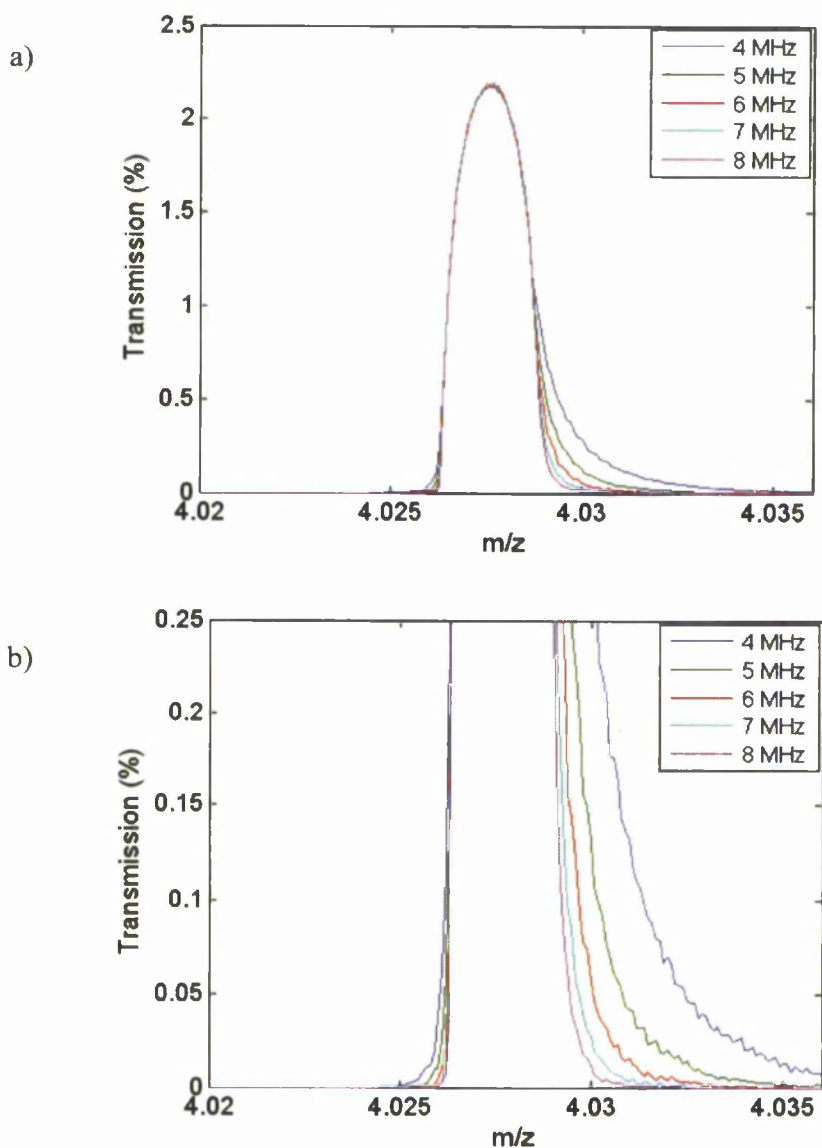 a)
2.5
2
1.5
1
0.5
0
Transmission (%)
4 MHz
5 MHz
6 MHz
7 MHz
8 MHz
4.02
4.025
4.03
4.035
m/z
b)
0.25
0.2
0.15
0.1
0.05
0
Transmission (%)
4 MHz
5 MHz
6 MHz
7 MHz
8 MHz
4.02
4.025
4.03
4.035
m/z